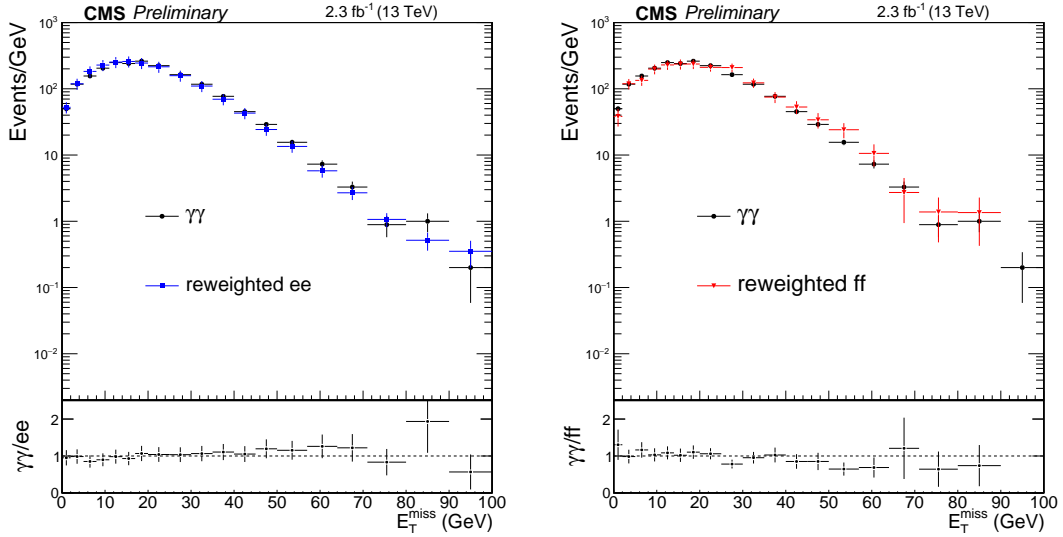 CMS Preliminary 2.3 fb⁻¹ (13 TeV)
Events/GeV
10³
10²
10
1
10⁻¹
10⁻²
γγ
reweighted ee
γγ/ee
2
1
0
0 10 20 30 40 50 60 70 80 90 100
E_T^miss (GeV)
CMS Preliminary 2.3 fb⁻¹ (13 TeV)
Events/GeV
10³
10²
10
1
10⁻¹
10⁻²
γγ
reweighted ff
γγ/ff
2
1
0
0 10 20 30 40 50 60 70 80 90 100
E_T^miss (GeV)